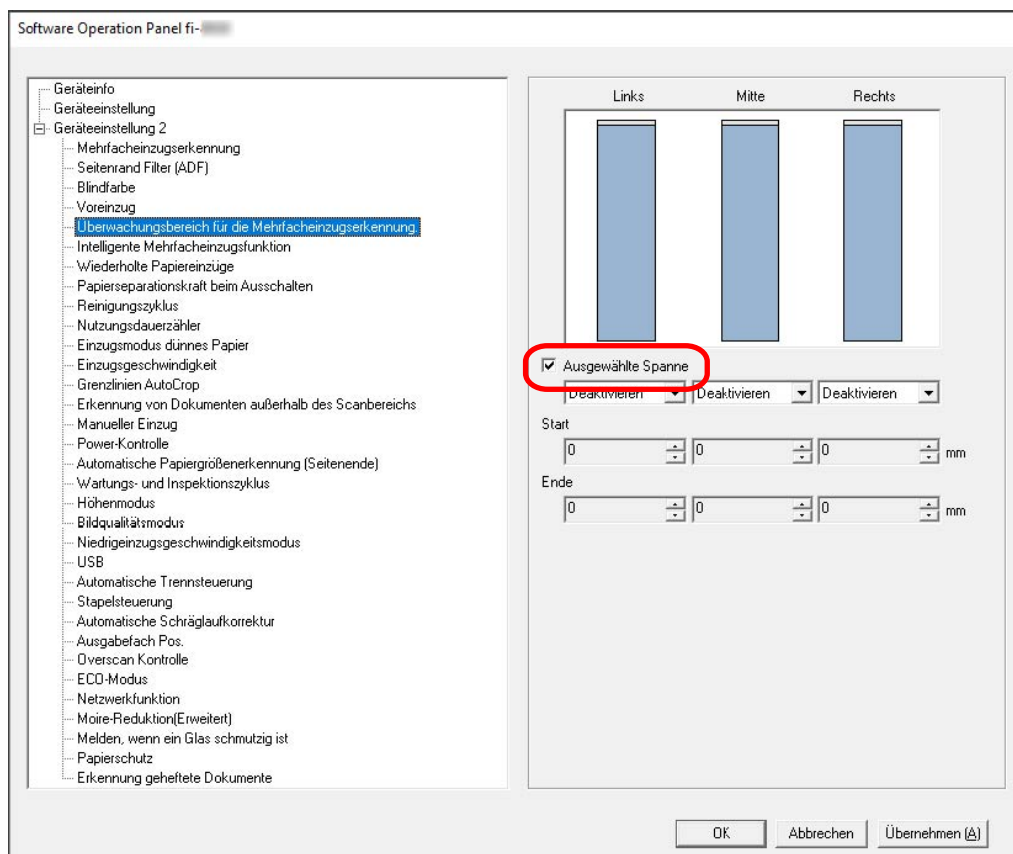 Software Operation Panel fi-
Geräteinfo
Geräteeinstellung
Geräteeinstellung 2
Mehrfacheinzugserkennung
Seitenrand Filter (ADF)
Blindfarbe
Voreinzug
Überwachungsbereich für die Mehrfacheinzugserkennung.
Intelligente Mehrfacheinzugsfunktion
Wiederholte Papiereinzüge
Papierseparationskraft beim Ausschalten
Reinigungszyklus
Nutzungsdauerzähler
Einzugsmodus dünnes Papier
Einzugsgeschwindigkeit
Grenzlinien AutoCrop
Erkennung von Dokumenten außerhalb des Scanbereichs
Manueller Einzug
Power-Kontrolle
Automatische Papiergrößenerkennung (Seitenende)
Wartungs- und Inspektionszyklus
Höhenmodus
Bildqualitätsmodus
Niedrigeinzugsgeschwindigkeitsmodus
USB
Automatische Trennsteuerung
Stapelsteuerung
Automatische Schräglaufkorrektur
Ausgabefach Pos.
Overscan Kontrolle
ECO-Modus
Netzwerkfunktion
Moire-Reduktion(Erweitert)
Melden, wenn ein Glas schmutzig ist
Papierschutz
Erkennung geheftete Dokumente
Links Mitte Rechts
Ausgewählte Spanne
Deaktivieren Deaktivieren Deaktivieren
Start
0 0 0 mm
Ende
0 0 0 mm
OK Abbrechen Übernehmen (A)